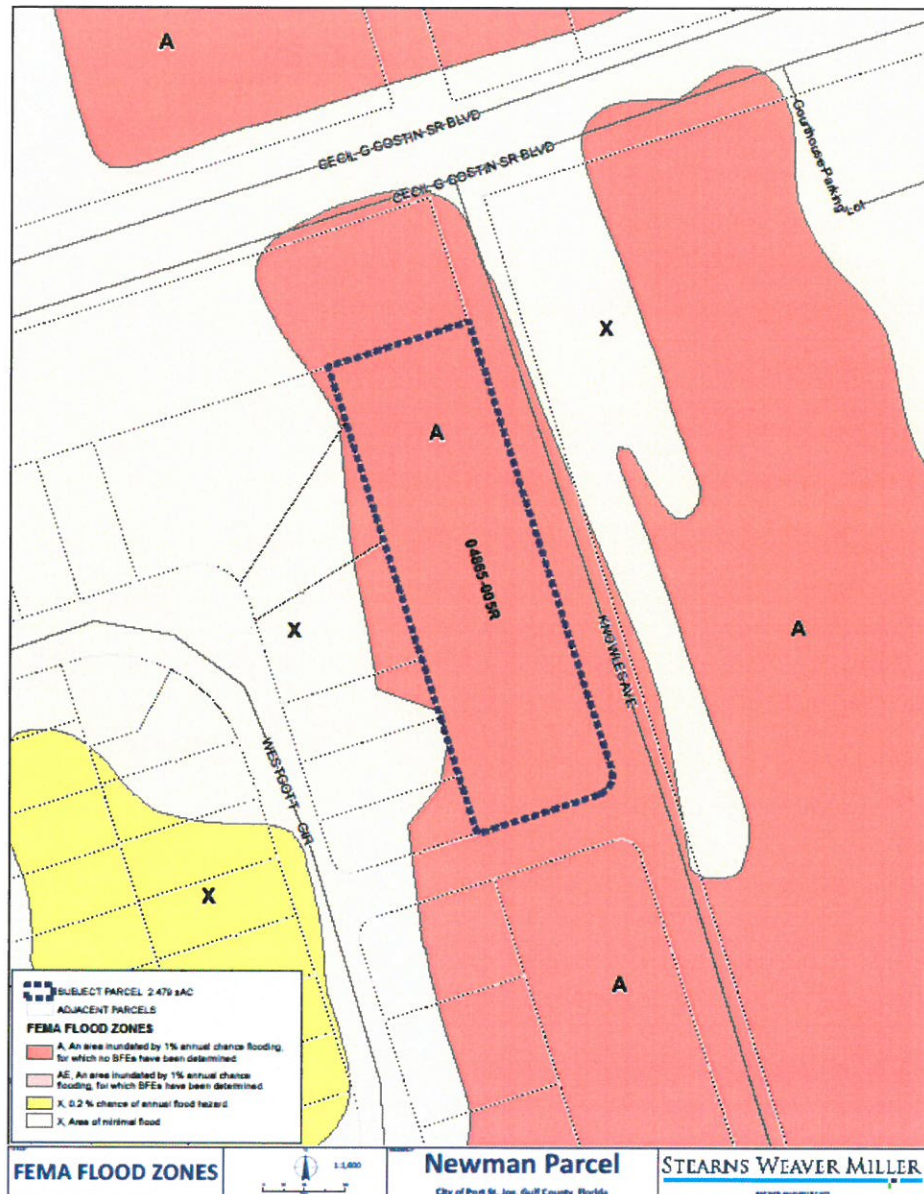 A
CECIL G COSTIN SR BLVD
CECIL G COSTIN SR BLVD
Courthouse Parking Lot
X
A
04865-005R
X
A
KNOWLES AVE
WESTCOTT CIR
X
A
SUBJECT PARCEL 2.479 ±AC
ADJACENT PARCELS
FEMA FLOOD ZONES
A, An area inundated by 1% annual chance flooding,
for which no BFEs have been determined
AE, An area inundated by 1% annual chance
flooding, for which BFEs have been determined
X, 0.2 % chance of annual flood hazard
X, Area of minimal flood
FEMA FLOOD ZONES
1:1,000
Newman Parcel
City of Port St. Joe, Gulf County, Florida
STEARNS WEAVER MILLER